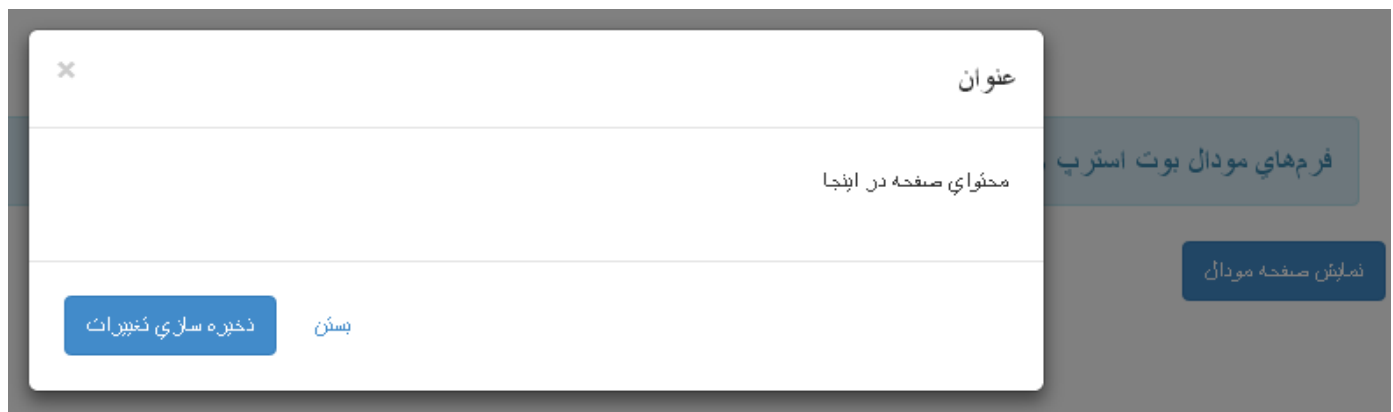 عنوان
×
محتواي صفحه در اينجا
بستن
ذخيره سازي تغييرات
فرم‌هاي مودال بوت استرپ
نمايش صفحه مودال